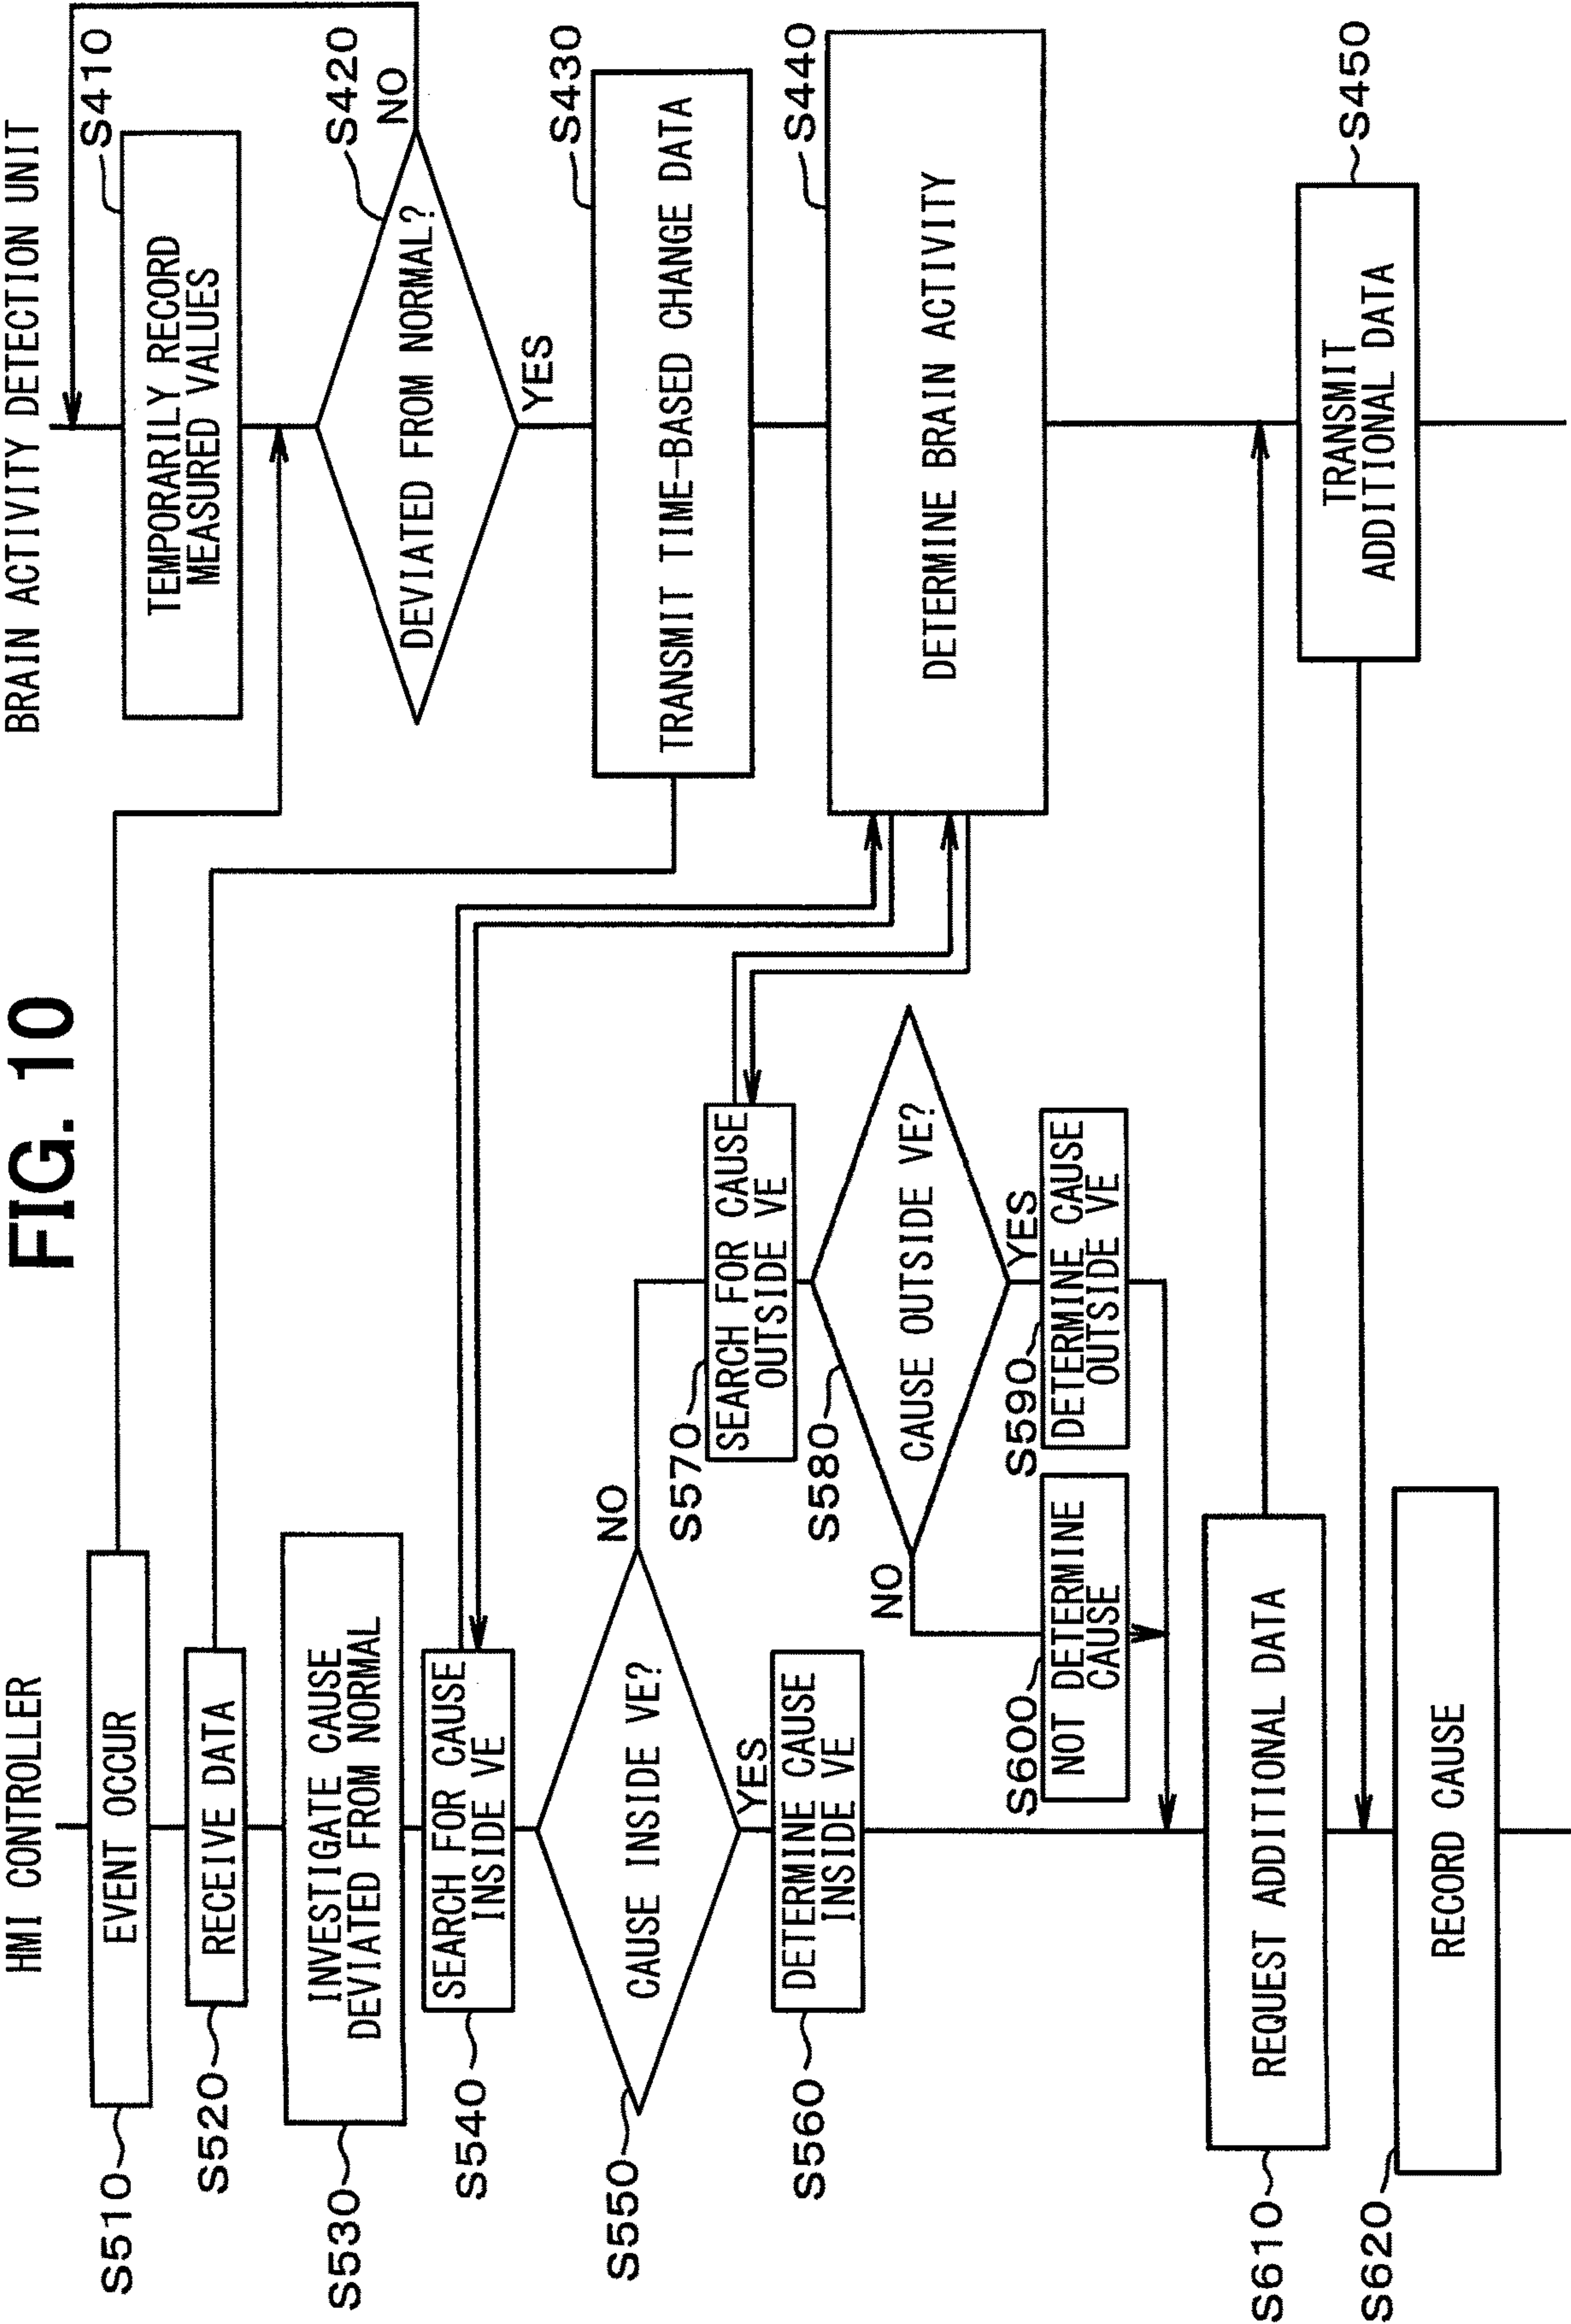 FIG. 10
HMI CONTROLLER
S510
EVENT OCCUR
S520
RECEIVE DATA
S530
INVESTIGATE CAUSE
DEVIATED FROM NORMAL
S540
SEARCH FOR CAUSE
INSIDE VE
S550
CAUSE INSIDE VE?
NO
YES
S560
DETERMINE CAUSE
INSIDE VE
S570
SEARCH FOR CAUSE
OUTSIDE VE
S580
CAUSE OUTSIDE VE?
NO
YES
S590
DETERMINE CAUSE
OUTSIDE VE
S600
NOT DETERMINE
CAUSE
S610
REQUEST ADDITIONAL DATA
S620
RECORD CAUSE
BRAIN ACTIVITY DETECTION UNIT
S410
TEMPORARILY RECORD
MEASURED VALUES
S420
DEVIATED FROM NORMAL?
NO
YES
S430
TRANSMIT TIME-BASED CHANGE DATA
S440
DETERMINE BRAIN ACTIVITY
S450
TRANSMIT
ADDITIONAL DATA